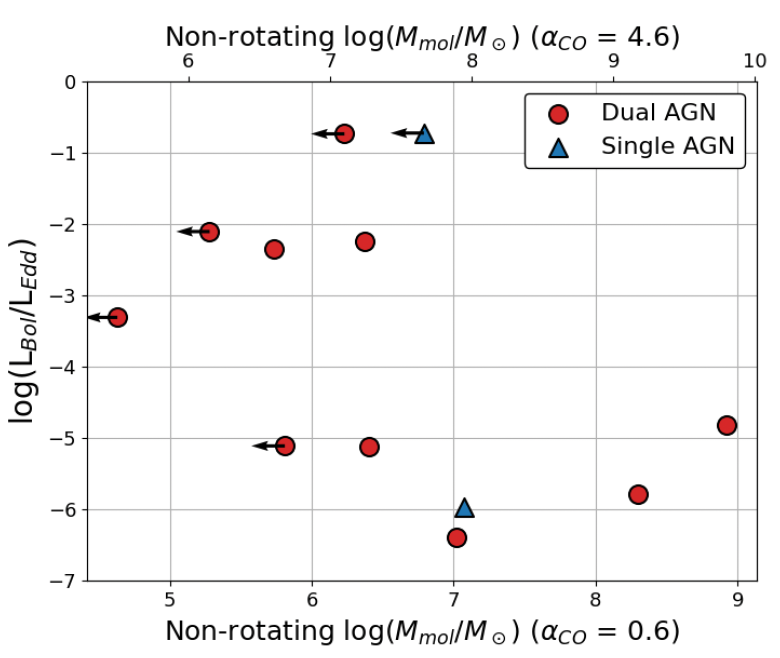 Non-rotating log(M_mol/M_⊙) (α_CO = 4.6)
6 7 8 9 10
Dual AGN
Single AGN
0
−1
−2
−3
−4
−5
−6
−7
log(L_Bol/L_Edd)
5 6 7 8 9
Non-rotating log(M_mol/M_⊙) (α_CO = 0.6)